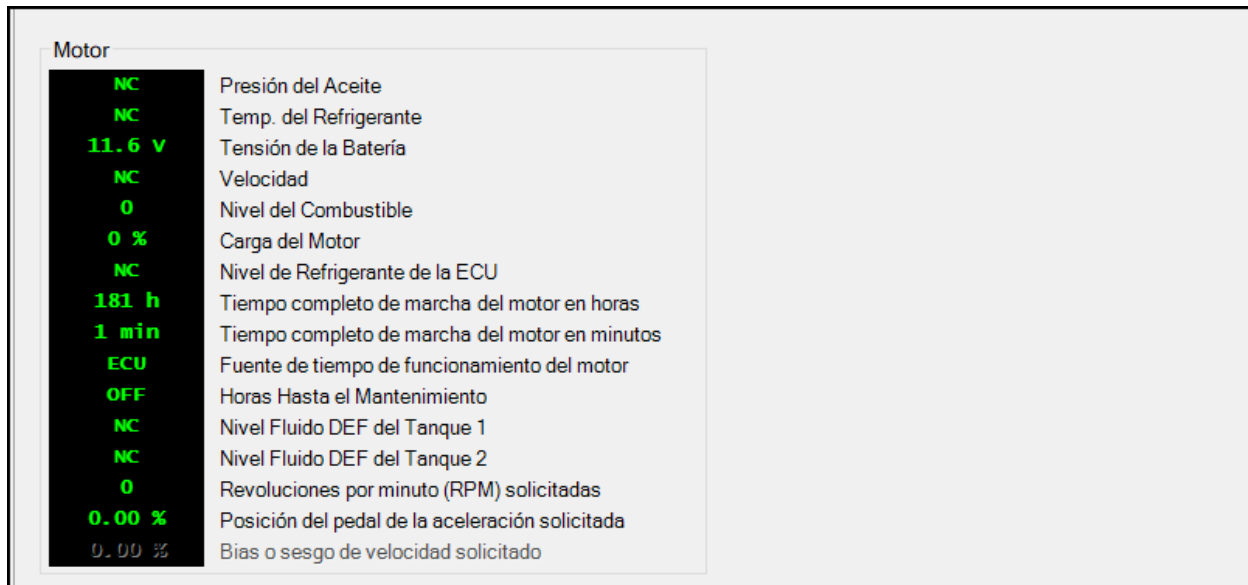 Motor
NC Presión del Aceite
NC Temp. del Refrigerante
11.6 V Tensión de la Batería
NC Velocidad
0 Nivel del Combustible
0 % Carga del Motor
NC Nivel de Refrigerante de la ECU
181 h Tiempo completo de marcha del motor en horas
1 min Tiempo completo de marcha del motor en minutos
ECU Fuente de tiempo de funcionamiento del motor
OFF Horas Hasta el Mantenimiento
NC Nivel Fluido DEF del Tanque 1
NC Nivel Fluido DEF del Tanque 2
0 Revoluciones por minuto (RPM) solicitadas
0.00 % Posición del pedal de la aceleración solicitada
0.00 % Bias o sesgo de velocidad solicitado